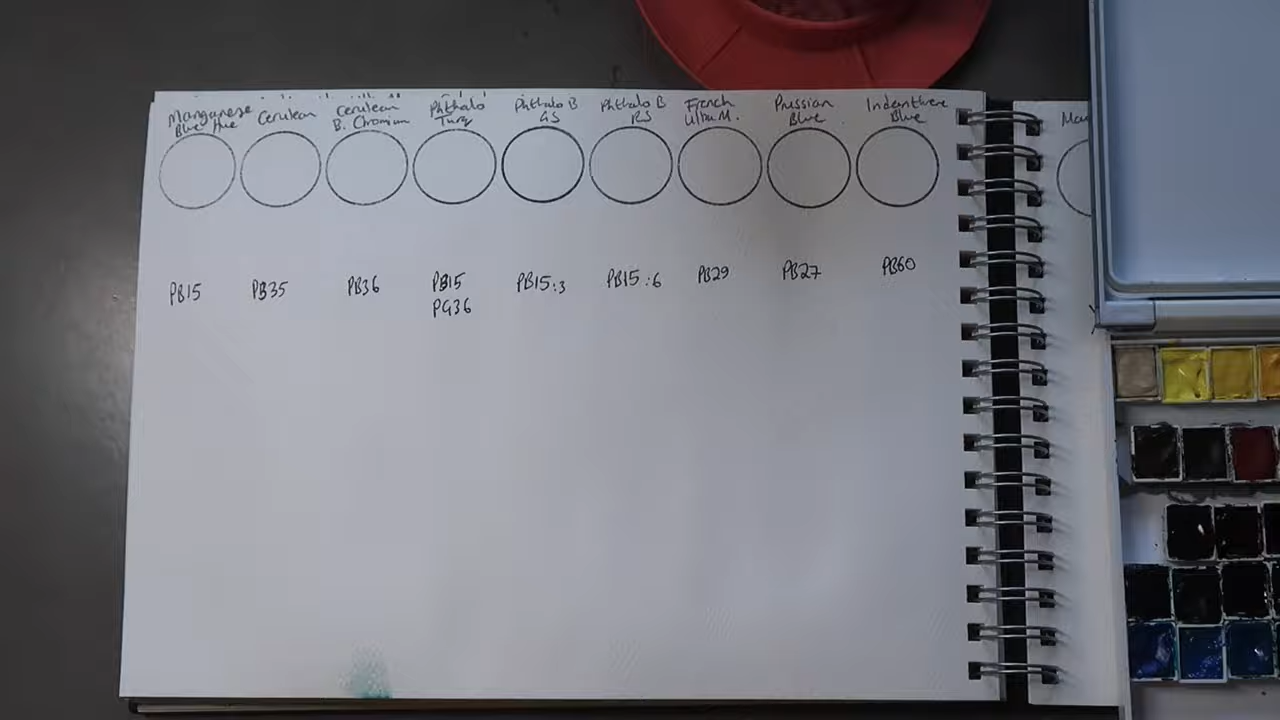 Manganese Blue Hue
Cerulean
Cerulean B. Chromium
Phthalo Turq
Phthalo B GS
Phthalo B RS
French Ultra M.
Prussian Blue
Indanthrene Blue
PB15
PB35
PB36
PB15 PG36
PB15:3
PB15:6
PB29
PB27
PB60